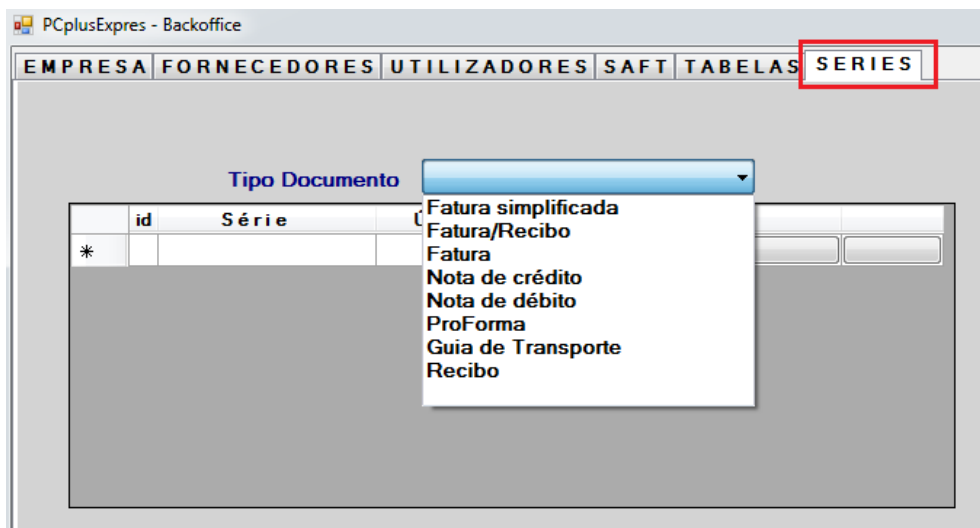 PCplusExpres - Backoffice
EMPRESA FORNECEDORES UTILIZADORES SAFT TABELAS SERIES
Tipo Documento
id Série
Fatura simplificada
Fatura/Recibo
Fatura
Nota de crédito
Nota de débito
ProForma
Guia de Transporte
Recibo